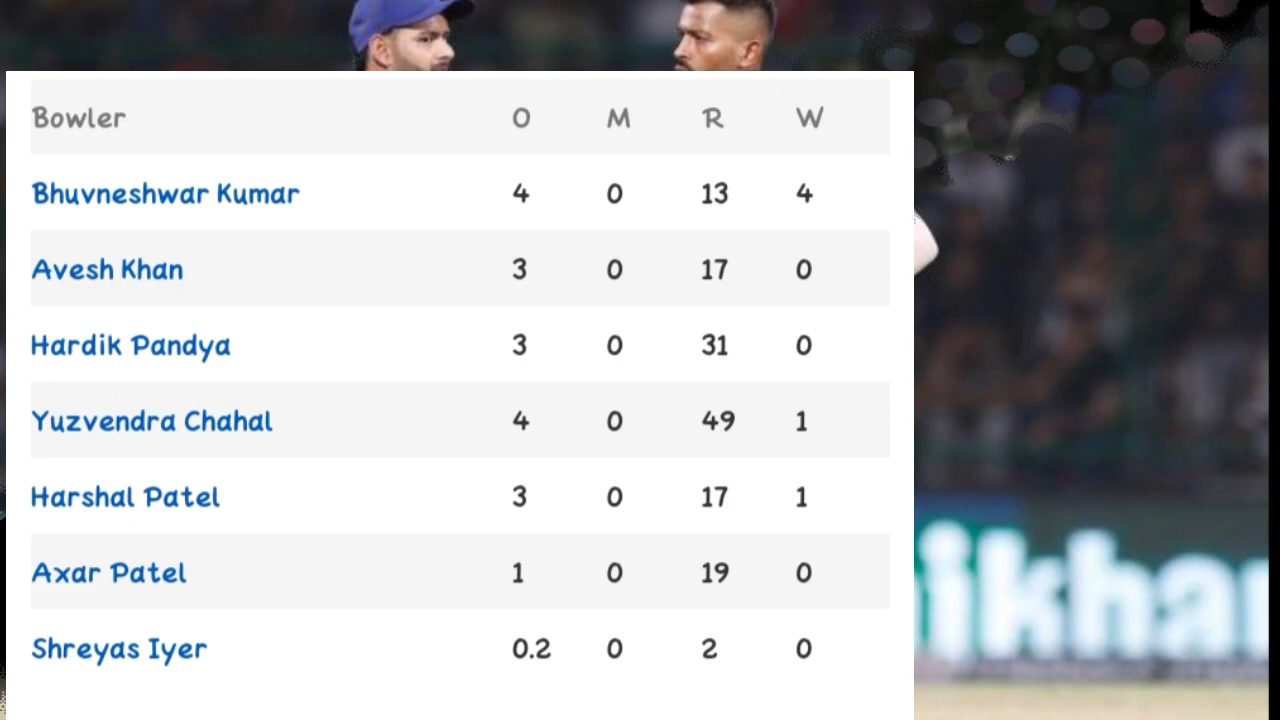 Bowler O M R W
Bhuvneshwar Kumar 4 0 13 4
Avesh Khan 3 0 17 0
Hardik Pandya 3 0 31 0
Yuzvendra Chahal 4 0 49 1
Harshal Patel 3 0 17 1
Axar Patel 1 0 19 0
Shreyas Iyer 0.2 0 2 0
ikhar